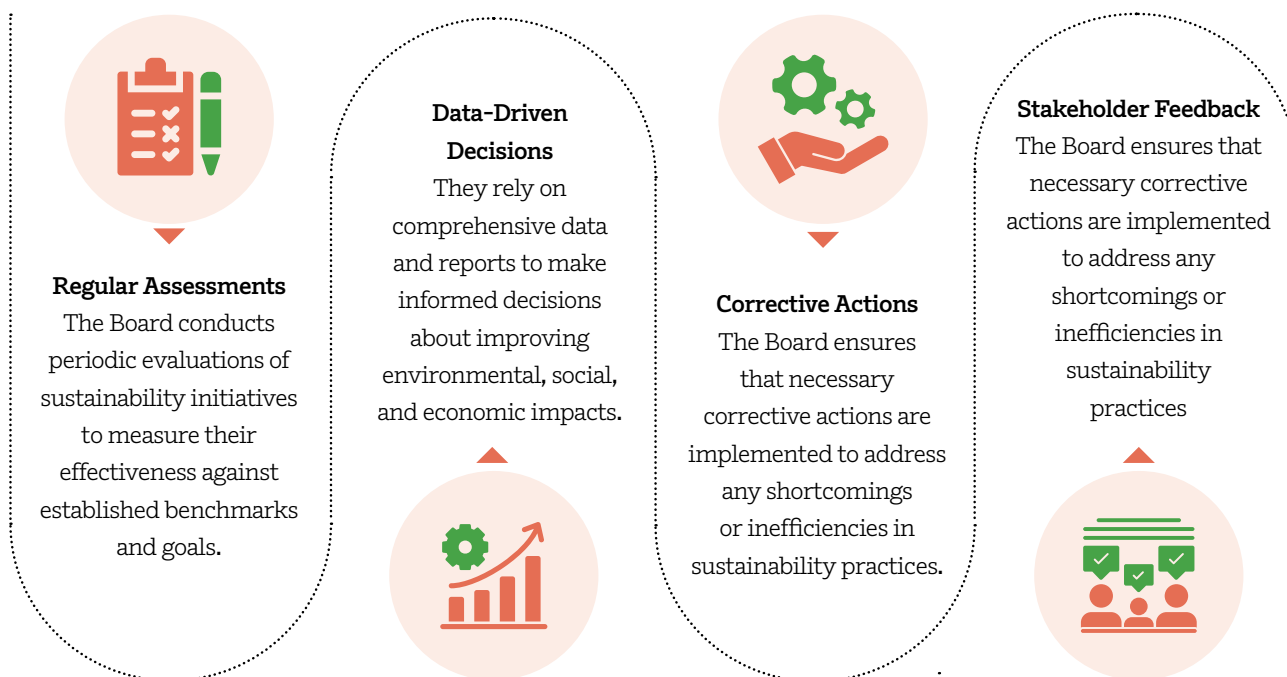 Regular Assessments
The Board conducts
periodic evaluations of
sustainability initiatives
to measure their
effectiveness against
established benchmarks
and goals.
Data-Driven
Decisions
They rely on
comprehensive data
and reports to make
informed decisions
about improving
environmental, social,
and economic impacts.
Corrective Actions
The Board ensures
that necessary
corrective actions are
implemented to address
any shortcomings
or inefficiencies in
sustainability practices.
Stakeholder Feedback
The Board ensures that
necessary corrective
actions are implemented
to address any
shortcomings or
inefficiencies in
sustainability
practices